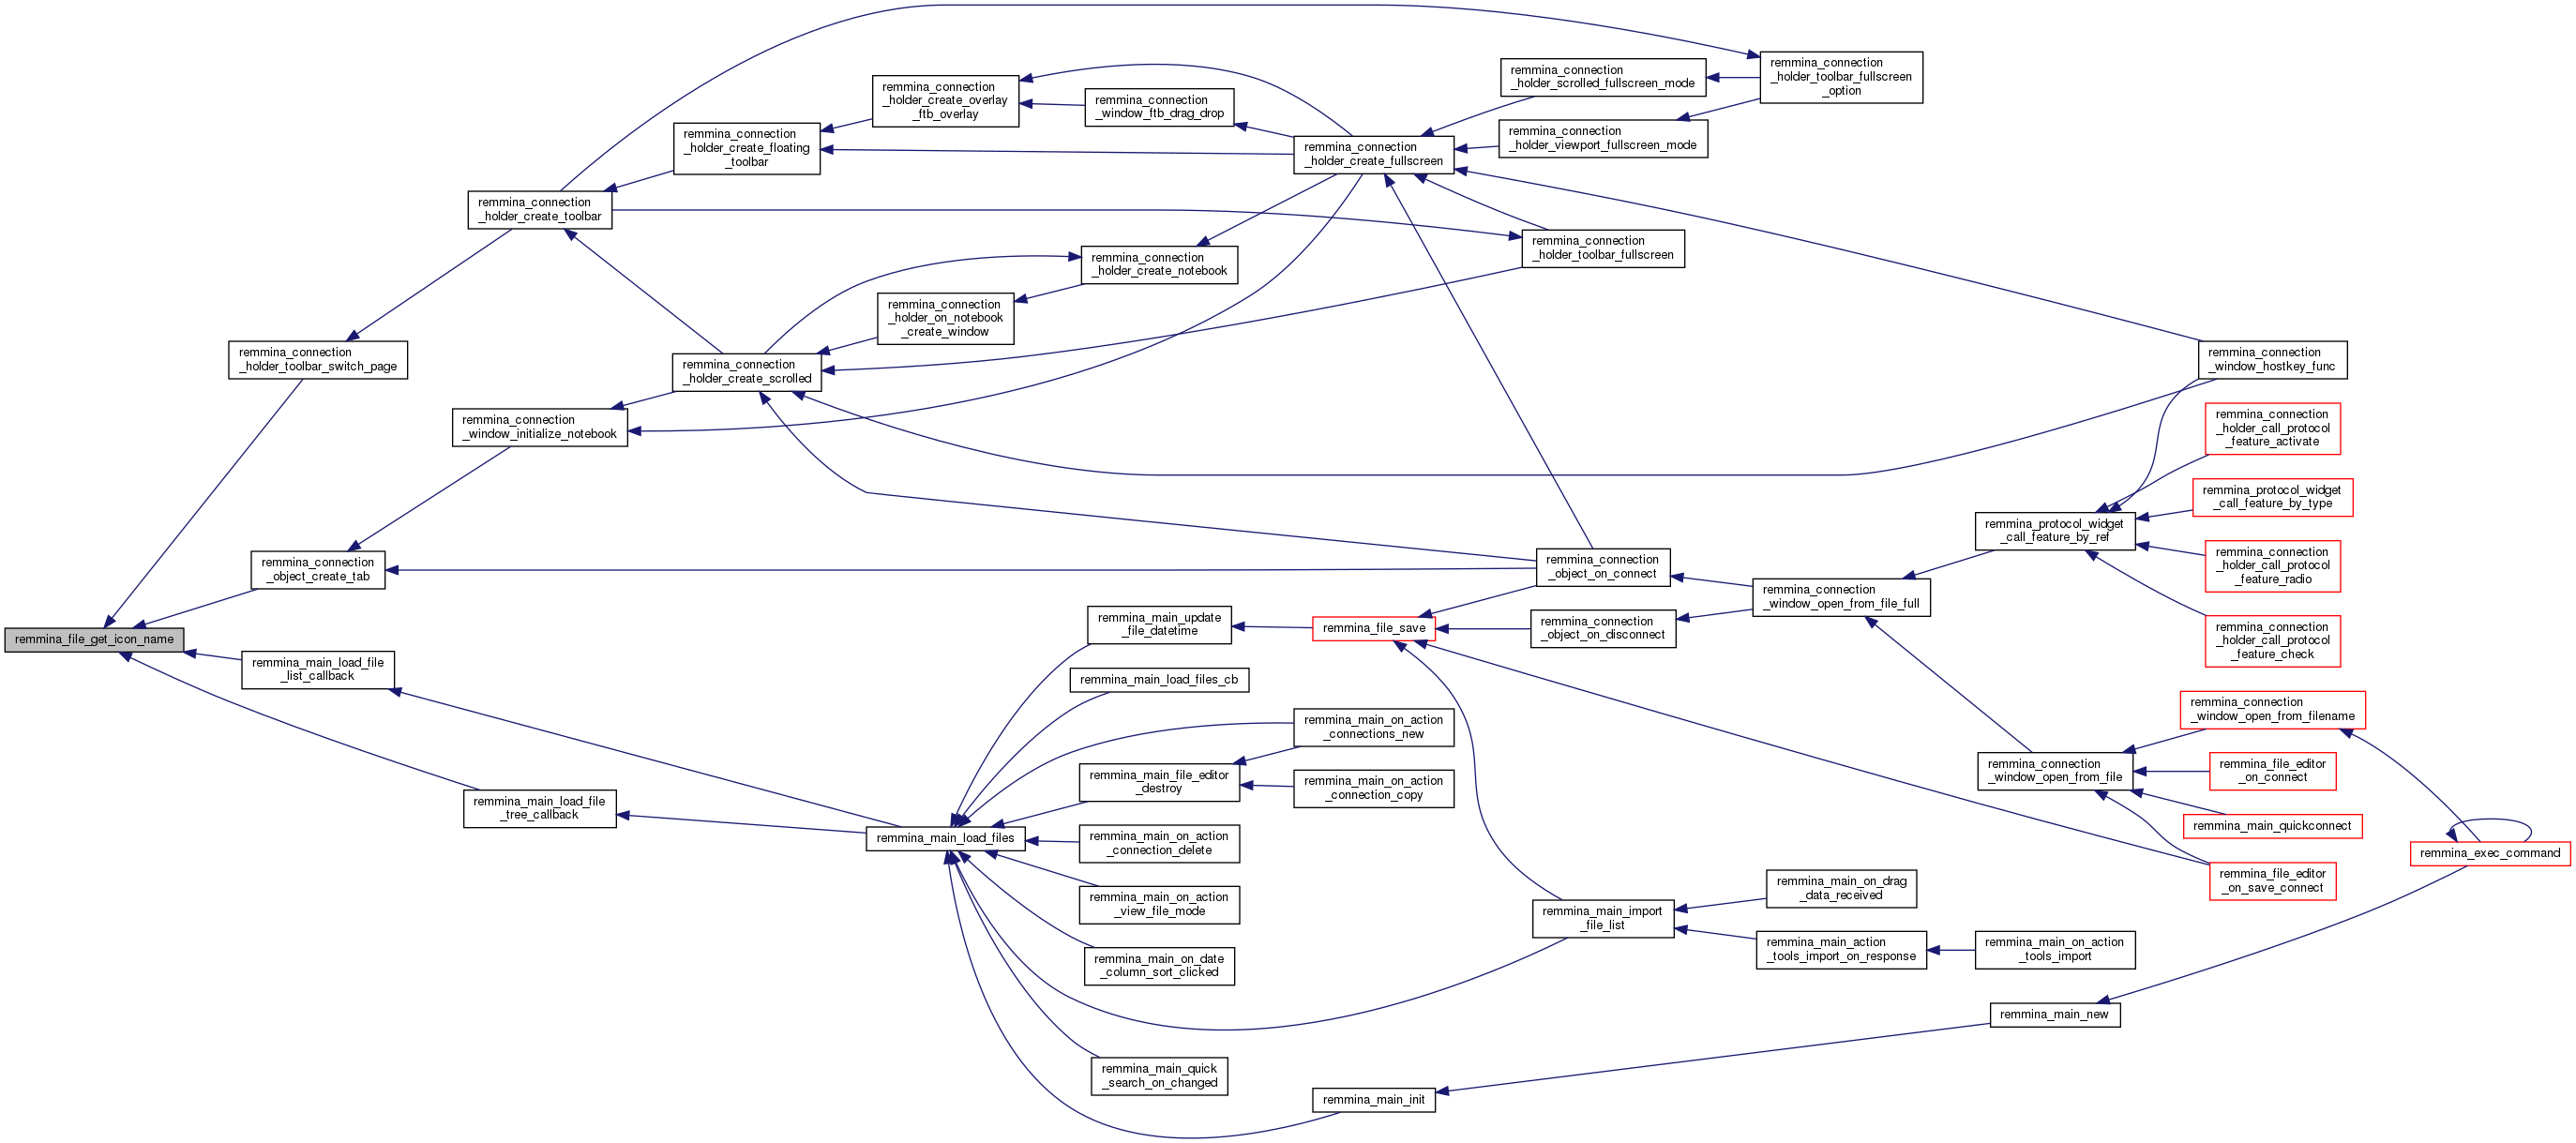 remmina_file_get_icon_name
remmina_connection
_holder_toolbar_switch_page
remmina_connection
_object_create_tab
remmina_main_load_file
_list_callback
remmina_connection
_holder_create_toolbar
remmina_connection
_window_initialize_notebook
remmina_main_load_file
_tree_callback
remmina_connection
_holder_create_floating
_toolbar
remmina_connection
_holder_create_scrolled
remmina_connection
_holder_create_overlay
_ftb_overlay
remmina_connection
_holder_on_notebook
_create_window
remmina_main_load_files
remmina_connection
_window_ftb_drag_drop
remmina_connection
_holder_create_notebook
remmina_main_update
_file_datetime
remmina_main_load_files_cb
remmina_main_file_editor
_destroy
remmina_main_on_action
_connection_delete
remmina_main_on_action
_view_file_mode
remmina_main_on_date
_column_sort_clicked
remmina_main_quick
_search_on_changed
remmina_connection
_holder_create_fullscreen
remmina_file_save
remmina_main_on_action
_connections_new
remmina_main_on_action
_connection_copy
remmina_main_init
remmina_connection
_holder_scrolled_fullscreen_mode
remmina_connection
_holder_viewport_fullscreen_mode
remmina_connection
_holder_toolbar_fullscreen
remmina_connection
_object_on_connect
remmina_connection
_object_on_disconnect
remmina_main_import
_file_list
remmina_connection
_holder_toolbar_fullscreen
_option
remmina_connection
_window_open_from_file_full
remmina_main_on_drag
_data_received
remmina_main_action
_tools_import_on_response
remmina_protocol_widget
_call_feature_by_ref
remmina_connection
_window_open_from_file
remmina_main_on_action
_tools_import
remmina_main_new
remmina_connection
_window_hostkey_func
remmina_connection
_holder_call_protocol
_feature_activate
remmina_protocol_widget
_call_feature_by_type
remmina_connection
_holder_call_protocol
_feature_radio
remmina_connection
_holder_call_protocol
_feature_check
remmina_connection
_window_open_from_filename
remmina_file_editor
_on_connect
remmina_main_quickconnect
remmina_file_editor
_on_save_connect
remmina_exec_command